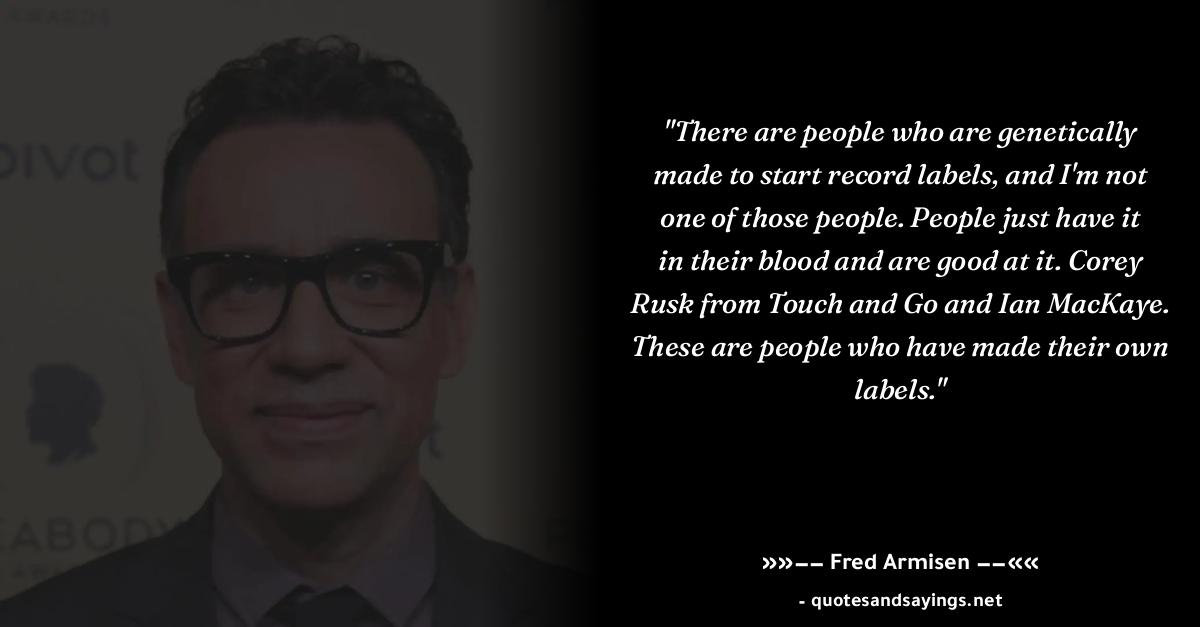 AWARDS
pivot
"There are people who are genetically
made to start record labels, and I'm not
one of those people. People just have it
in their blood and are good at it. Corey
Rusk from Touch and Go and Ian MacKaye.
These are people who have made their own
labels."
EABODY
»»–– Fred Armisen ––««
- quotesandsayings.net